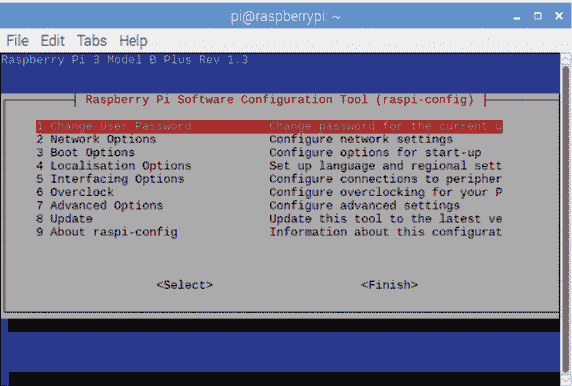 pi@raspberrypi: ~
File Edit Tabs Help
Raspberry Pi 3 Model B Plus Rev 1.3
Raspberry Pi Software Configuration Tool (raspi-config)
1 Change User Password Change password for the current u
2 Network Options Configure network settings
3 Boot Options Configure options for start-up
4 Localisation Options Set up language and regional sett
5 Interfacing Options Configure connections to peripher
6 Overclock Configure overclocking for your P
7 Advanced Options Configure advanced settings
8 Update Update this tool to the latest ve
9 About raspi-config Information about this configurat
<Select> <Finish>